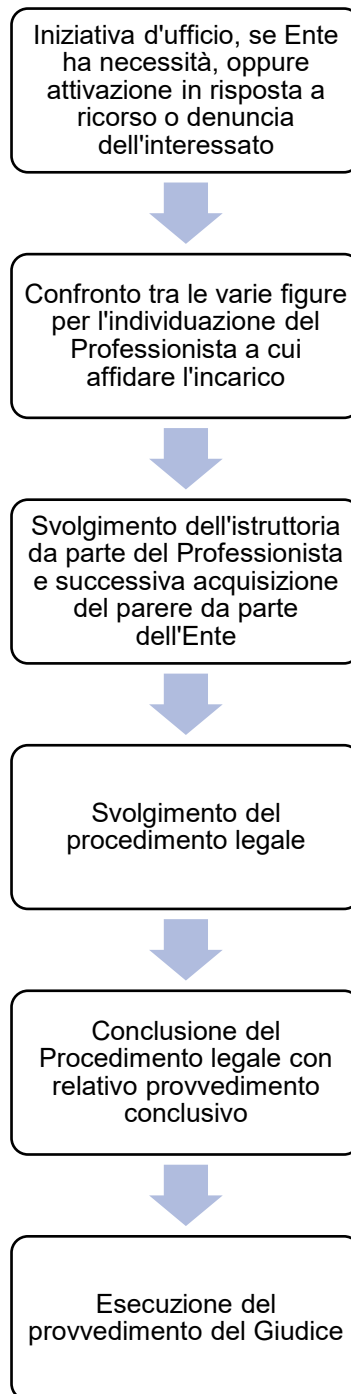 Iniziativa d'ufficio, se Ente
ha necessità, oppure
attivazione in risposta a
ricorso o denuncia
dell'interessato
Confronto tra le varie figure
per l'individuazione del
Professionista a cui
affidare l'incarico
Svolgimento dell'istruttoria
da parte del Professionista
e successiva acquisizione
del parere da parte
dell'Ente
Svolgimento del
procedimento legale
Conclusione del
Procedimento legale con
relativo provvedimento
conclusivo
Esecuzione del
provvedimento del Giudice